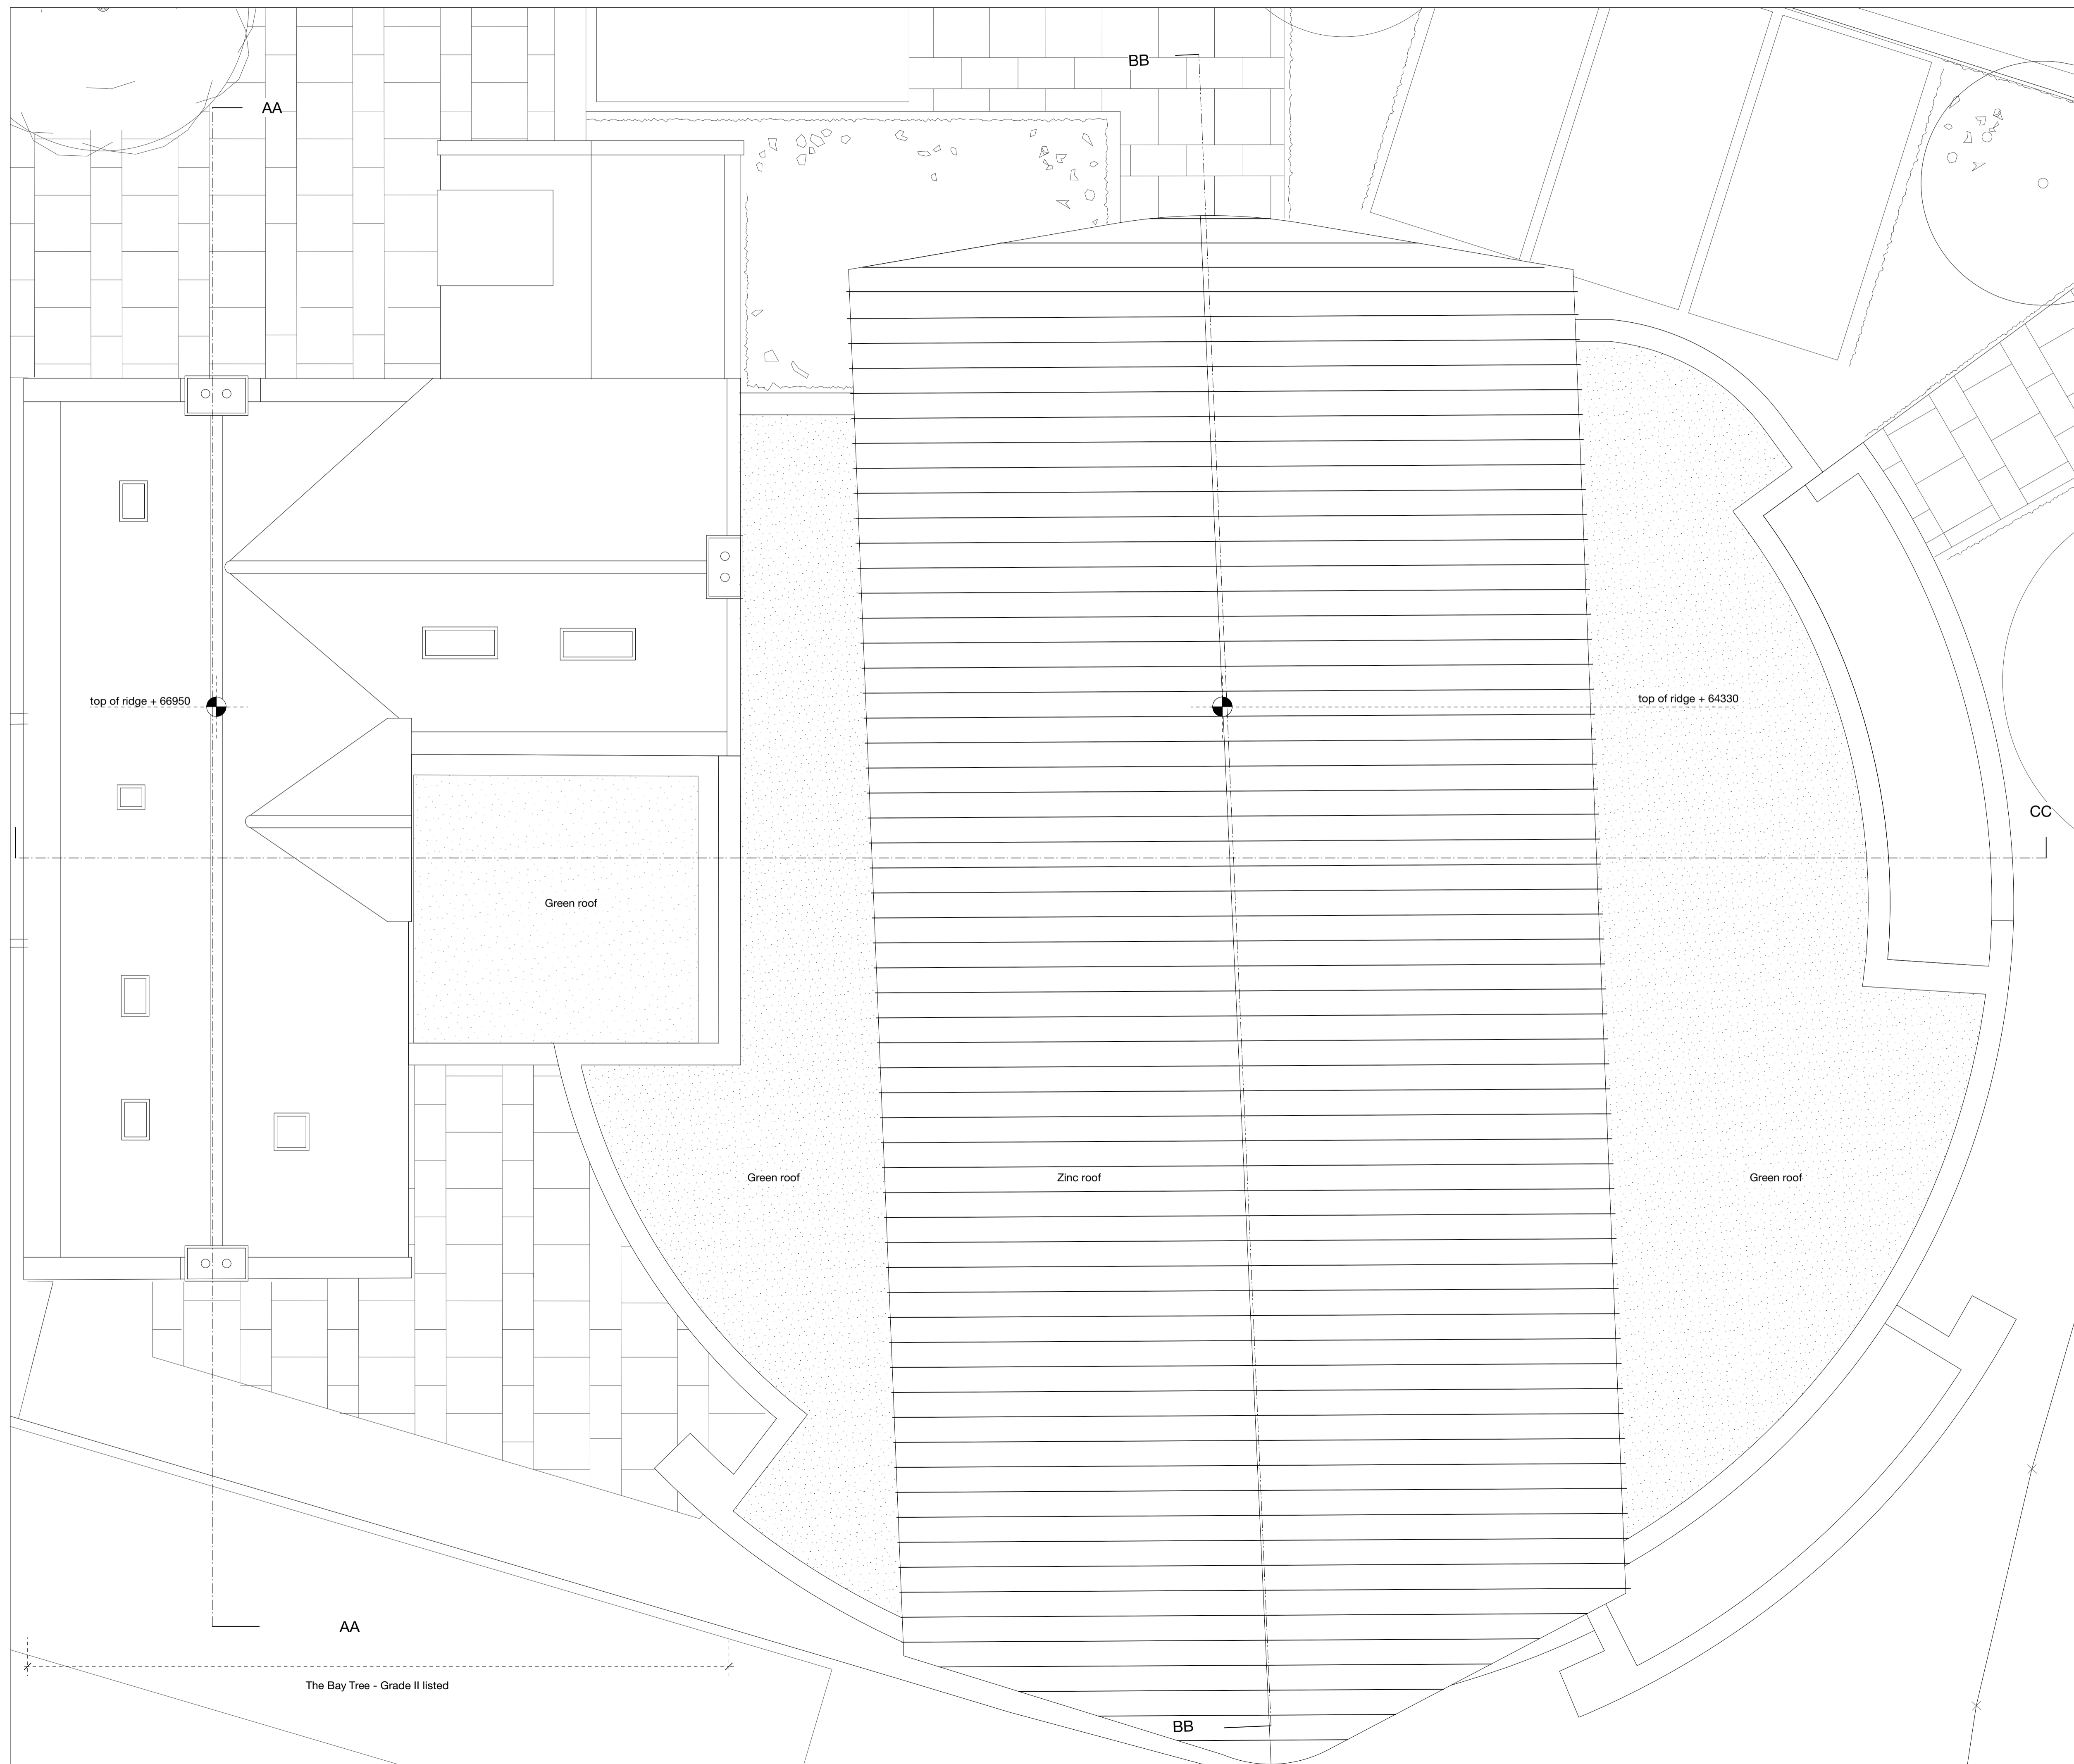 BB
AA
top of ridge + 66950
top of ridge + 64330
CC
Green roof
Green roof
Zinc roof
Green roof
AA
The Bay Tree - Grade II listed
BB